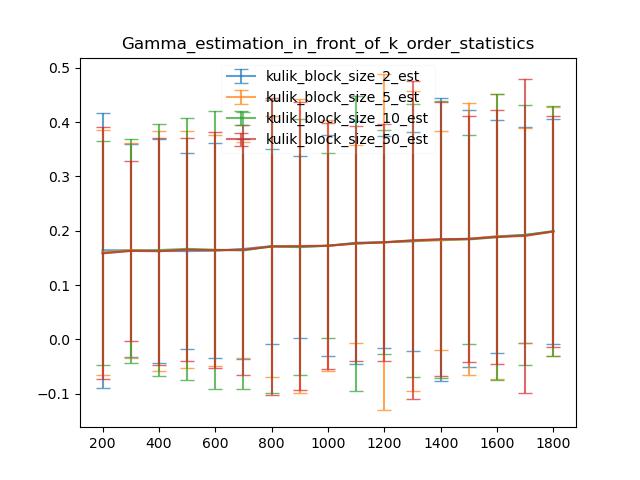 Gamma_estimation_in_front_of_k_order_statistics
kulik_block_size_2_est
kulik_block_size_5_est
kulik_block_size_10_est
kulik_block_size_50_est
0.5
0.4
0.3
0.2
0.1
0.0
−0.1
200 400 600 800 1000 1200 1400 1600 1800